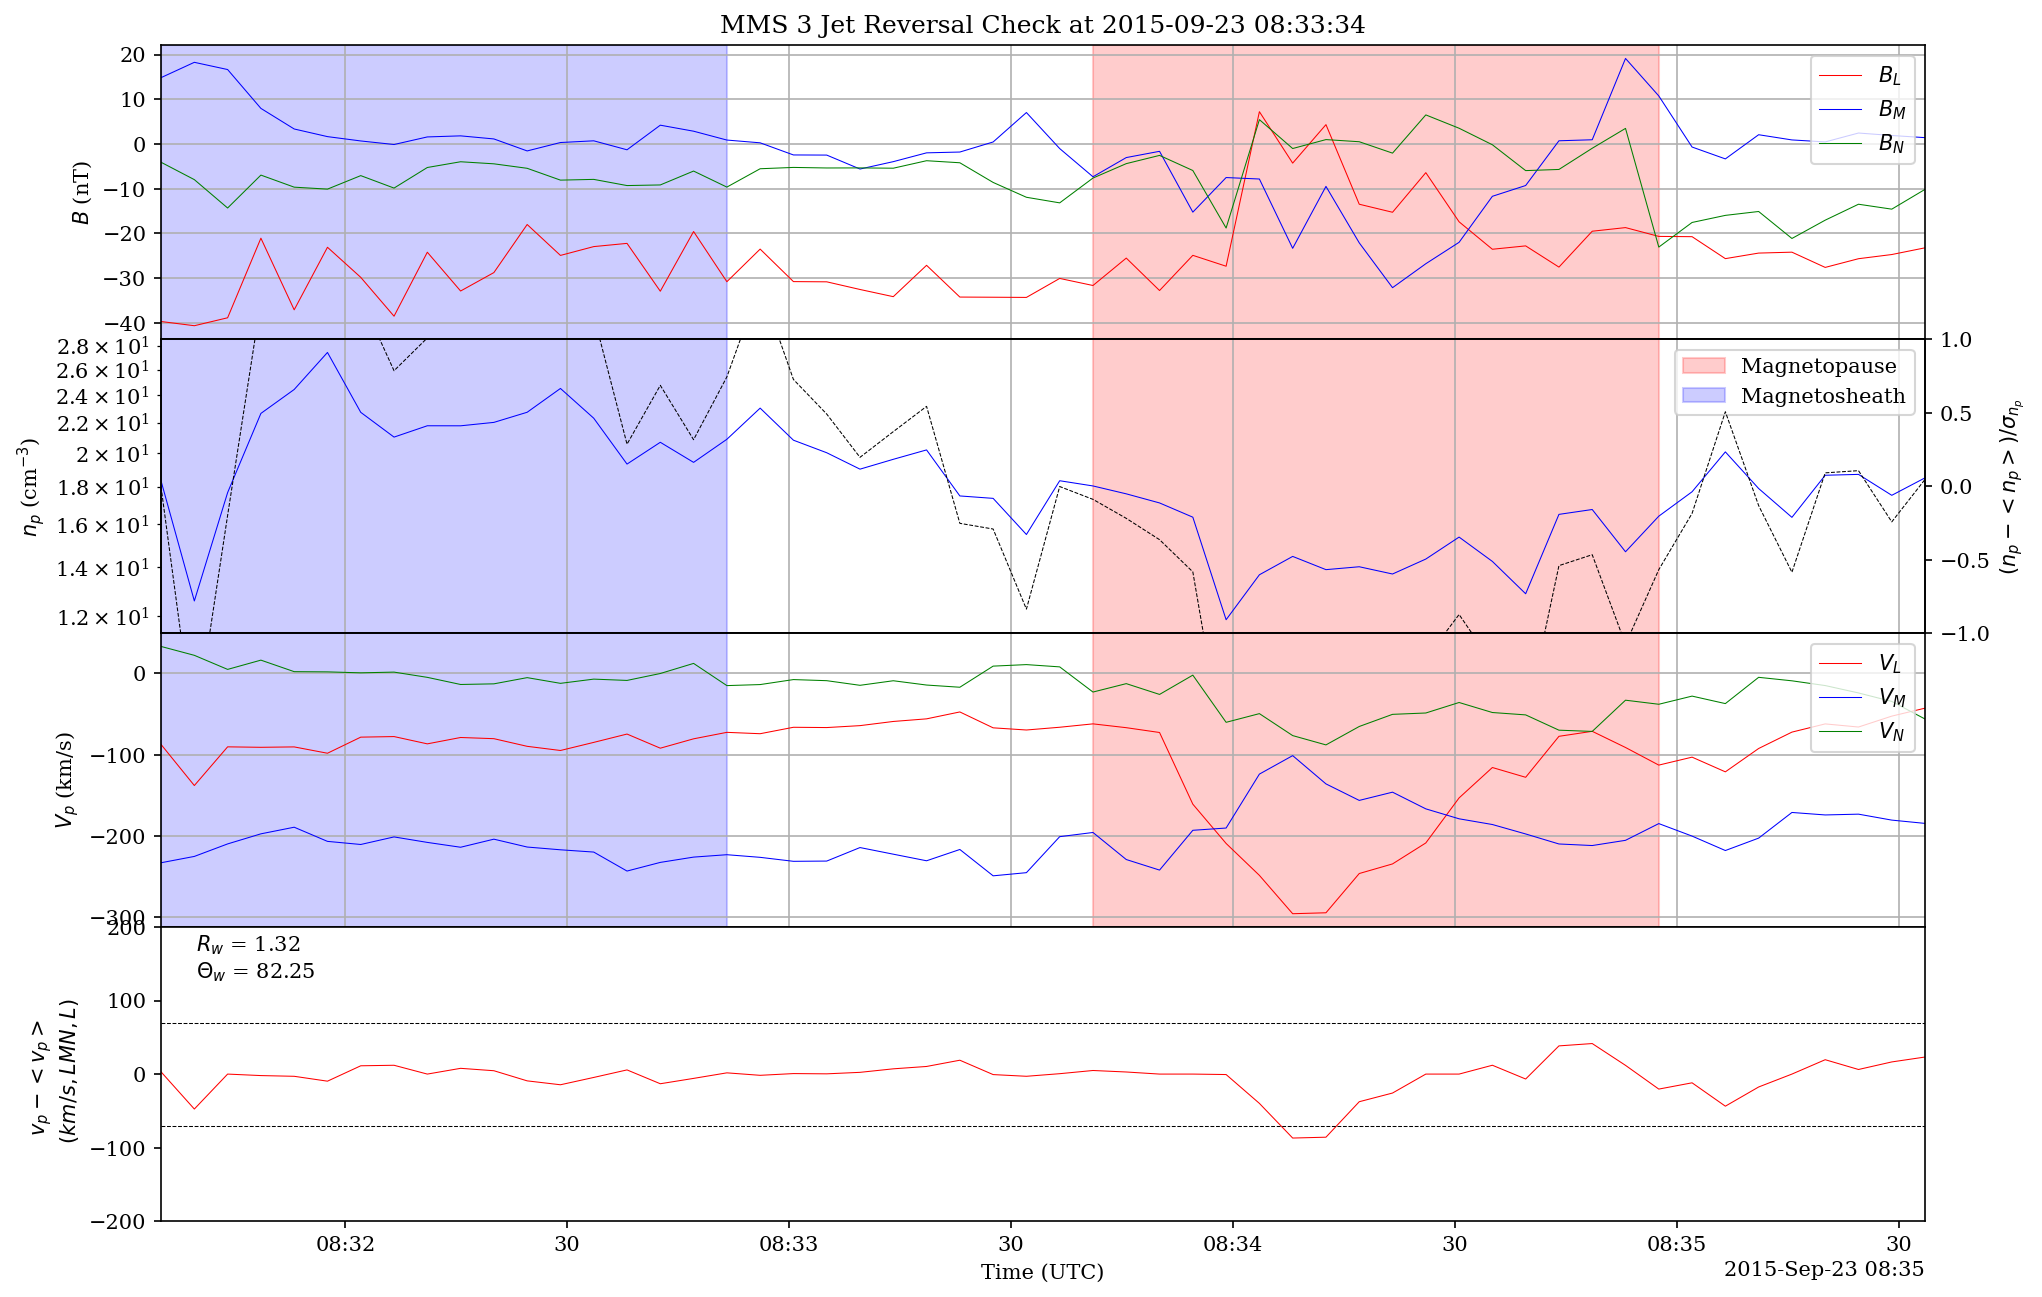 MMS 3 Jet Reversal Check at 2015-09-23 08:33:34
20
10
0
−10
−20
−30
−40
B (nT)
B_L
B_M
B_N
2.8 × 10^1
2.6 × 10^1
2.4 × 10^1
2.2 × 10^1
2 × 10^1
1.8 × 10^1
1.6 × 10^1
1.4 × 10^1
1.2 × 10^1
n_p (cm^−3)
Magnetopause
Magnetosheath
1.0
0.5
0.0
−0.5
−1.0
(n_p − < n_p >)/σ_{n_p}
0
−100
−200
−300
V_p (km/s)
V_L
V_M
V_N
200
100
0
−100
−200
v_p − < v_p >
(km/s, LMN, L)
R_w = 1.32
Θ_w = 82.25
08:32 30 08:33 30 08:34 30 08:35 30
Time (UTC)
2015-Sep-23 08:35